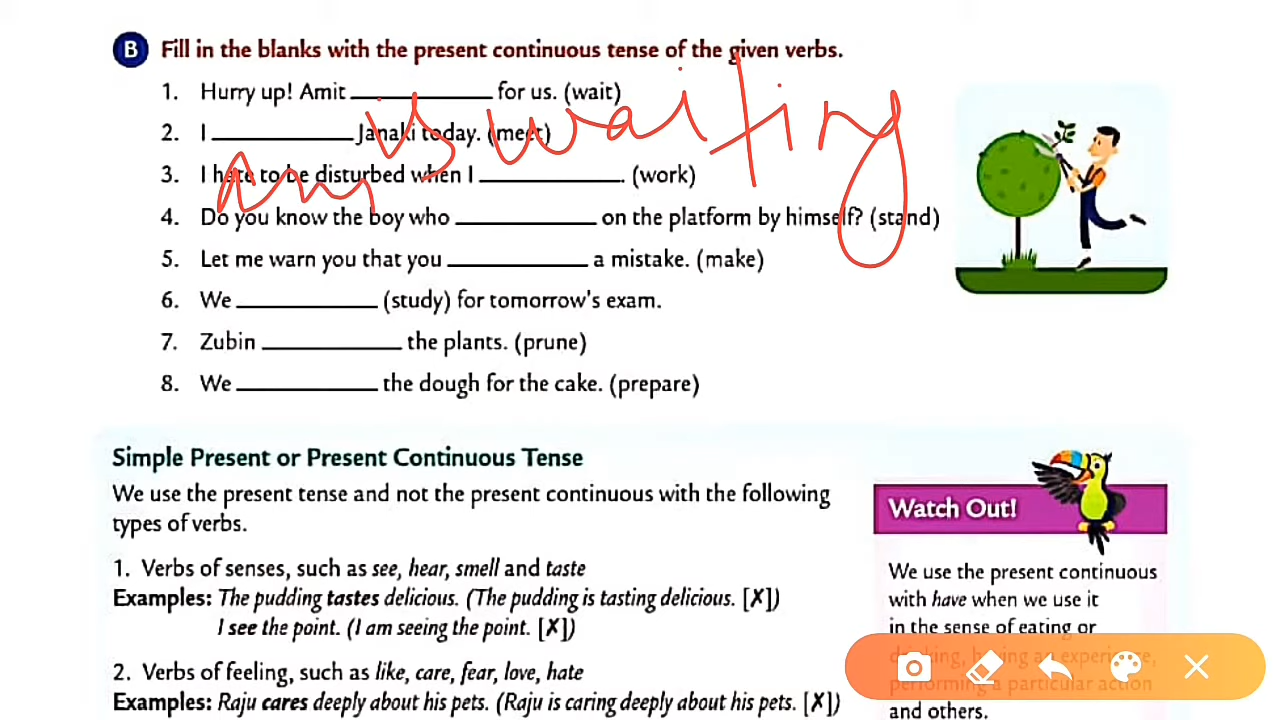 B Fill in the blanks with the present continuous tense of the given verbs.
1. Hurry up! Amit ____________ for us. (wait)
is waiting
2. I ____________ Janaki today. (meet)
am
3. I hate to be disturbed when I ____________. (work)
4. Do you know the boy who ____________ on the platform by himself? (stand)
5. Let me warn you that you ____________ a mistake. (make)
6. We ____________ (study) for tomorrow's exam.
7. Zubin ____________ the plants. (prune)
8. We ____________ the dough for the cake. (prepare)
Simple Present or Present Continuous Tense
We use the present tense and not the present continuous with the following
types of verbs.
1. Verbs of senses, such as see, hear, smell and taste
Examples: The pudding tastes delicious. (The pudding is tasting delicious. [✗])
I see the point. (I am seeing the point. [✗])
2. Verbs of feeling, such as like, care, fear, love, hate
Examples: Raju cares deeply about his pets. (Raju is caring deeply about his pets. [✗])
Watch Out!
We use the present continuous
with have when we use it
in the sense of eating or
drinking, having an experience,
performing a particular action
and others.